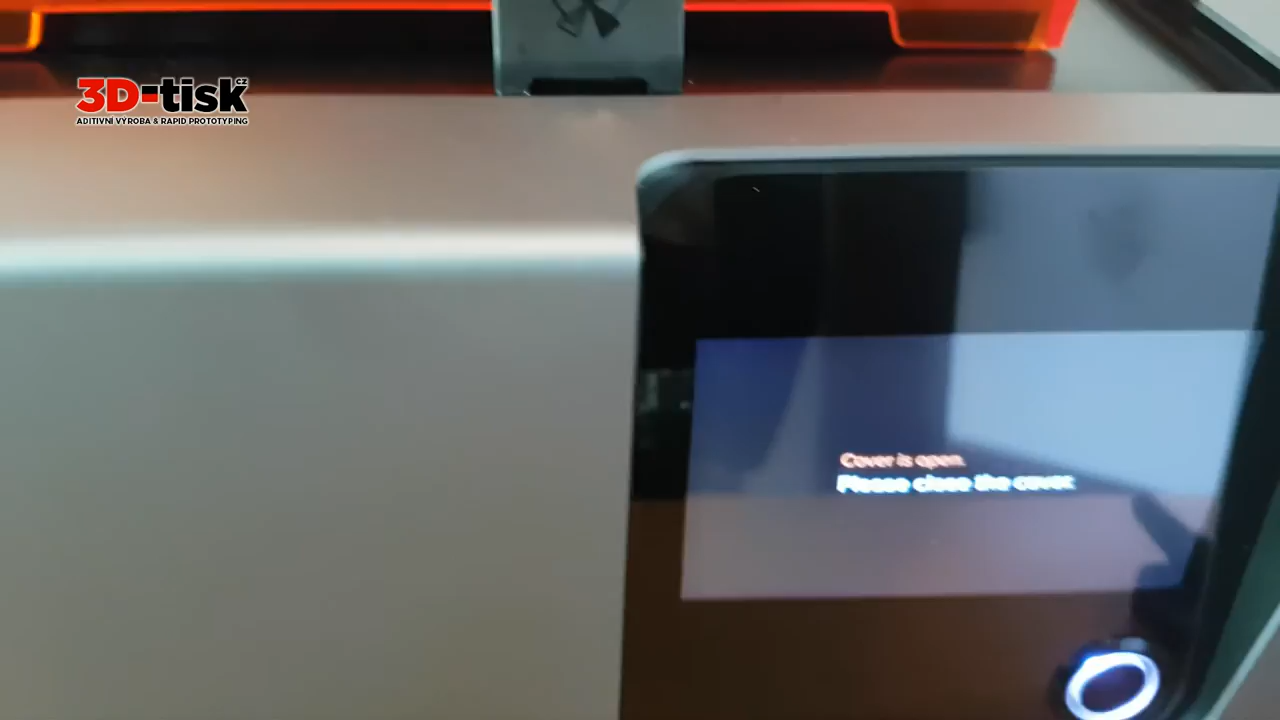 3D-tisk cz
ADITIVNÍ VÝROBA & RAPID PROTOTYPING
Cover is open.
Please close the cover.